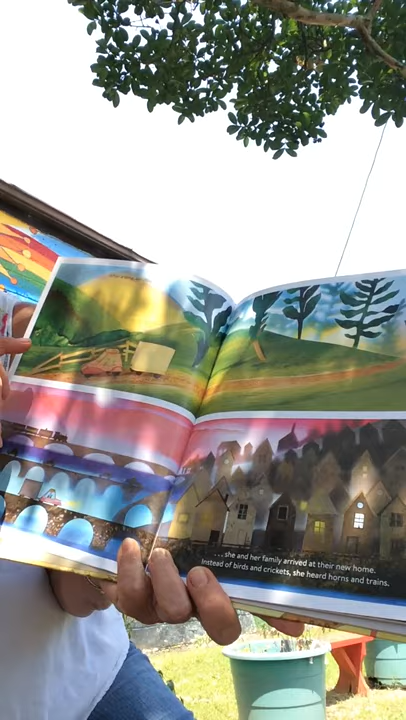 she and her family arrived at their new home.
Instead of birds and crickets, she heard horns and trains.